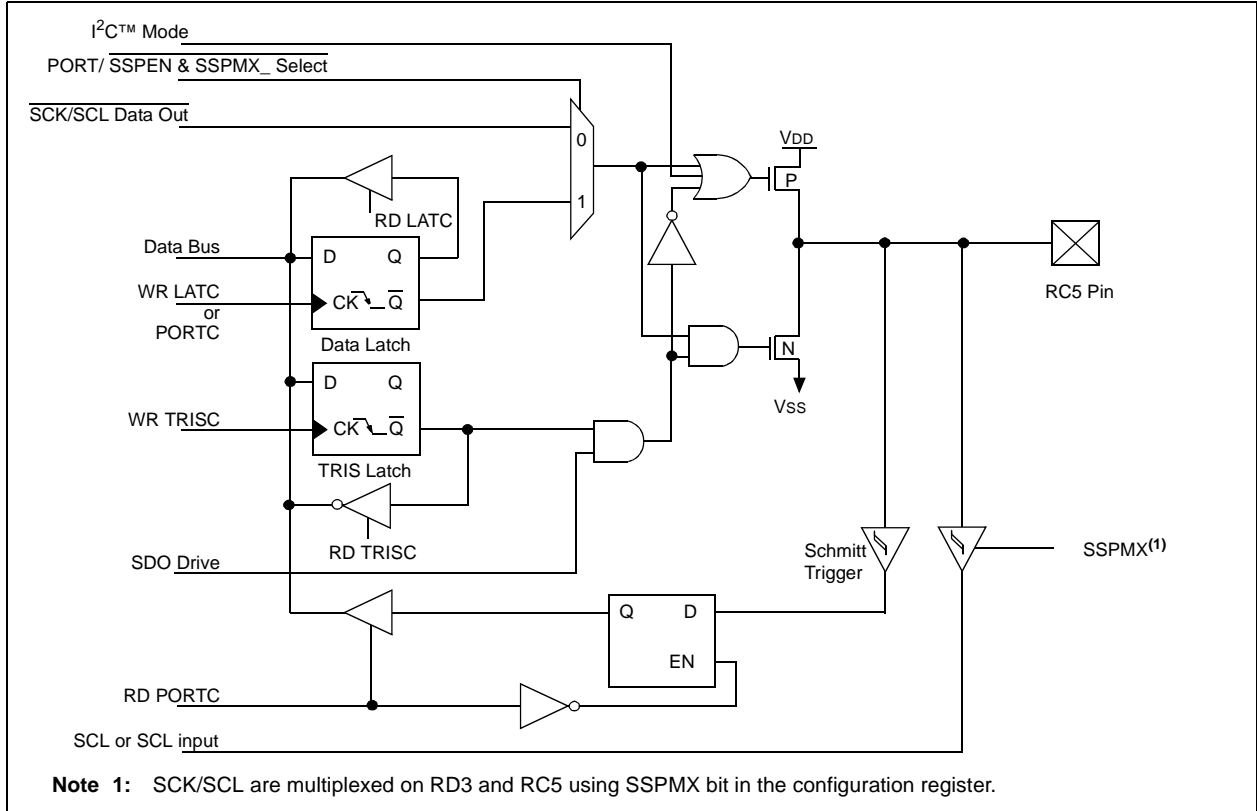 I2C™ Mode
PORT/ SSPEN & SSPMX_ Select
SCK/SCL Data Out
0
1
VDD
P
RD LATC
Data Bus
D Q
RC5 Pin
WR LATC
or
PORTC
CK Q
Data Latch
N
VSS
D Q
WR TRISC
CK Q
TRIS Latch
RD TRISC
SDO Drive
Schmitt
Trigger
SSPMX(1)
Q D
EN
RD PORTC
SCL or SCL input
Note 1: SCK/SCL are multiplexed on RD3 and RC5 using SSPMX bit in the configuration register.